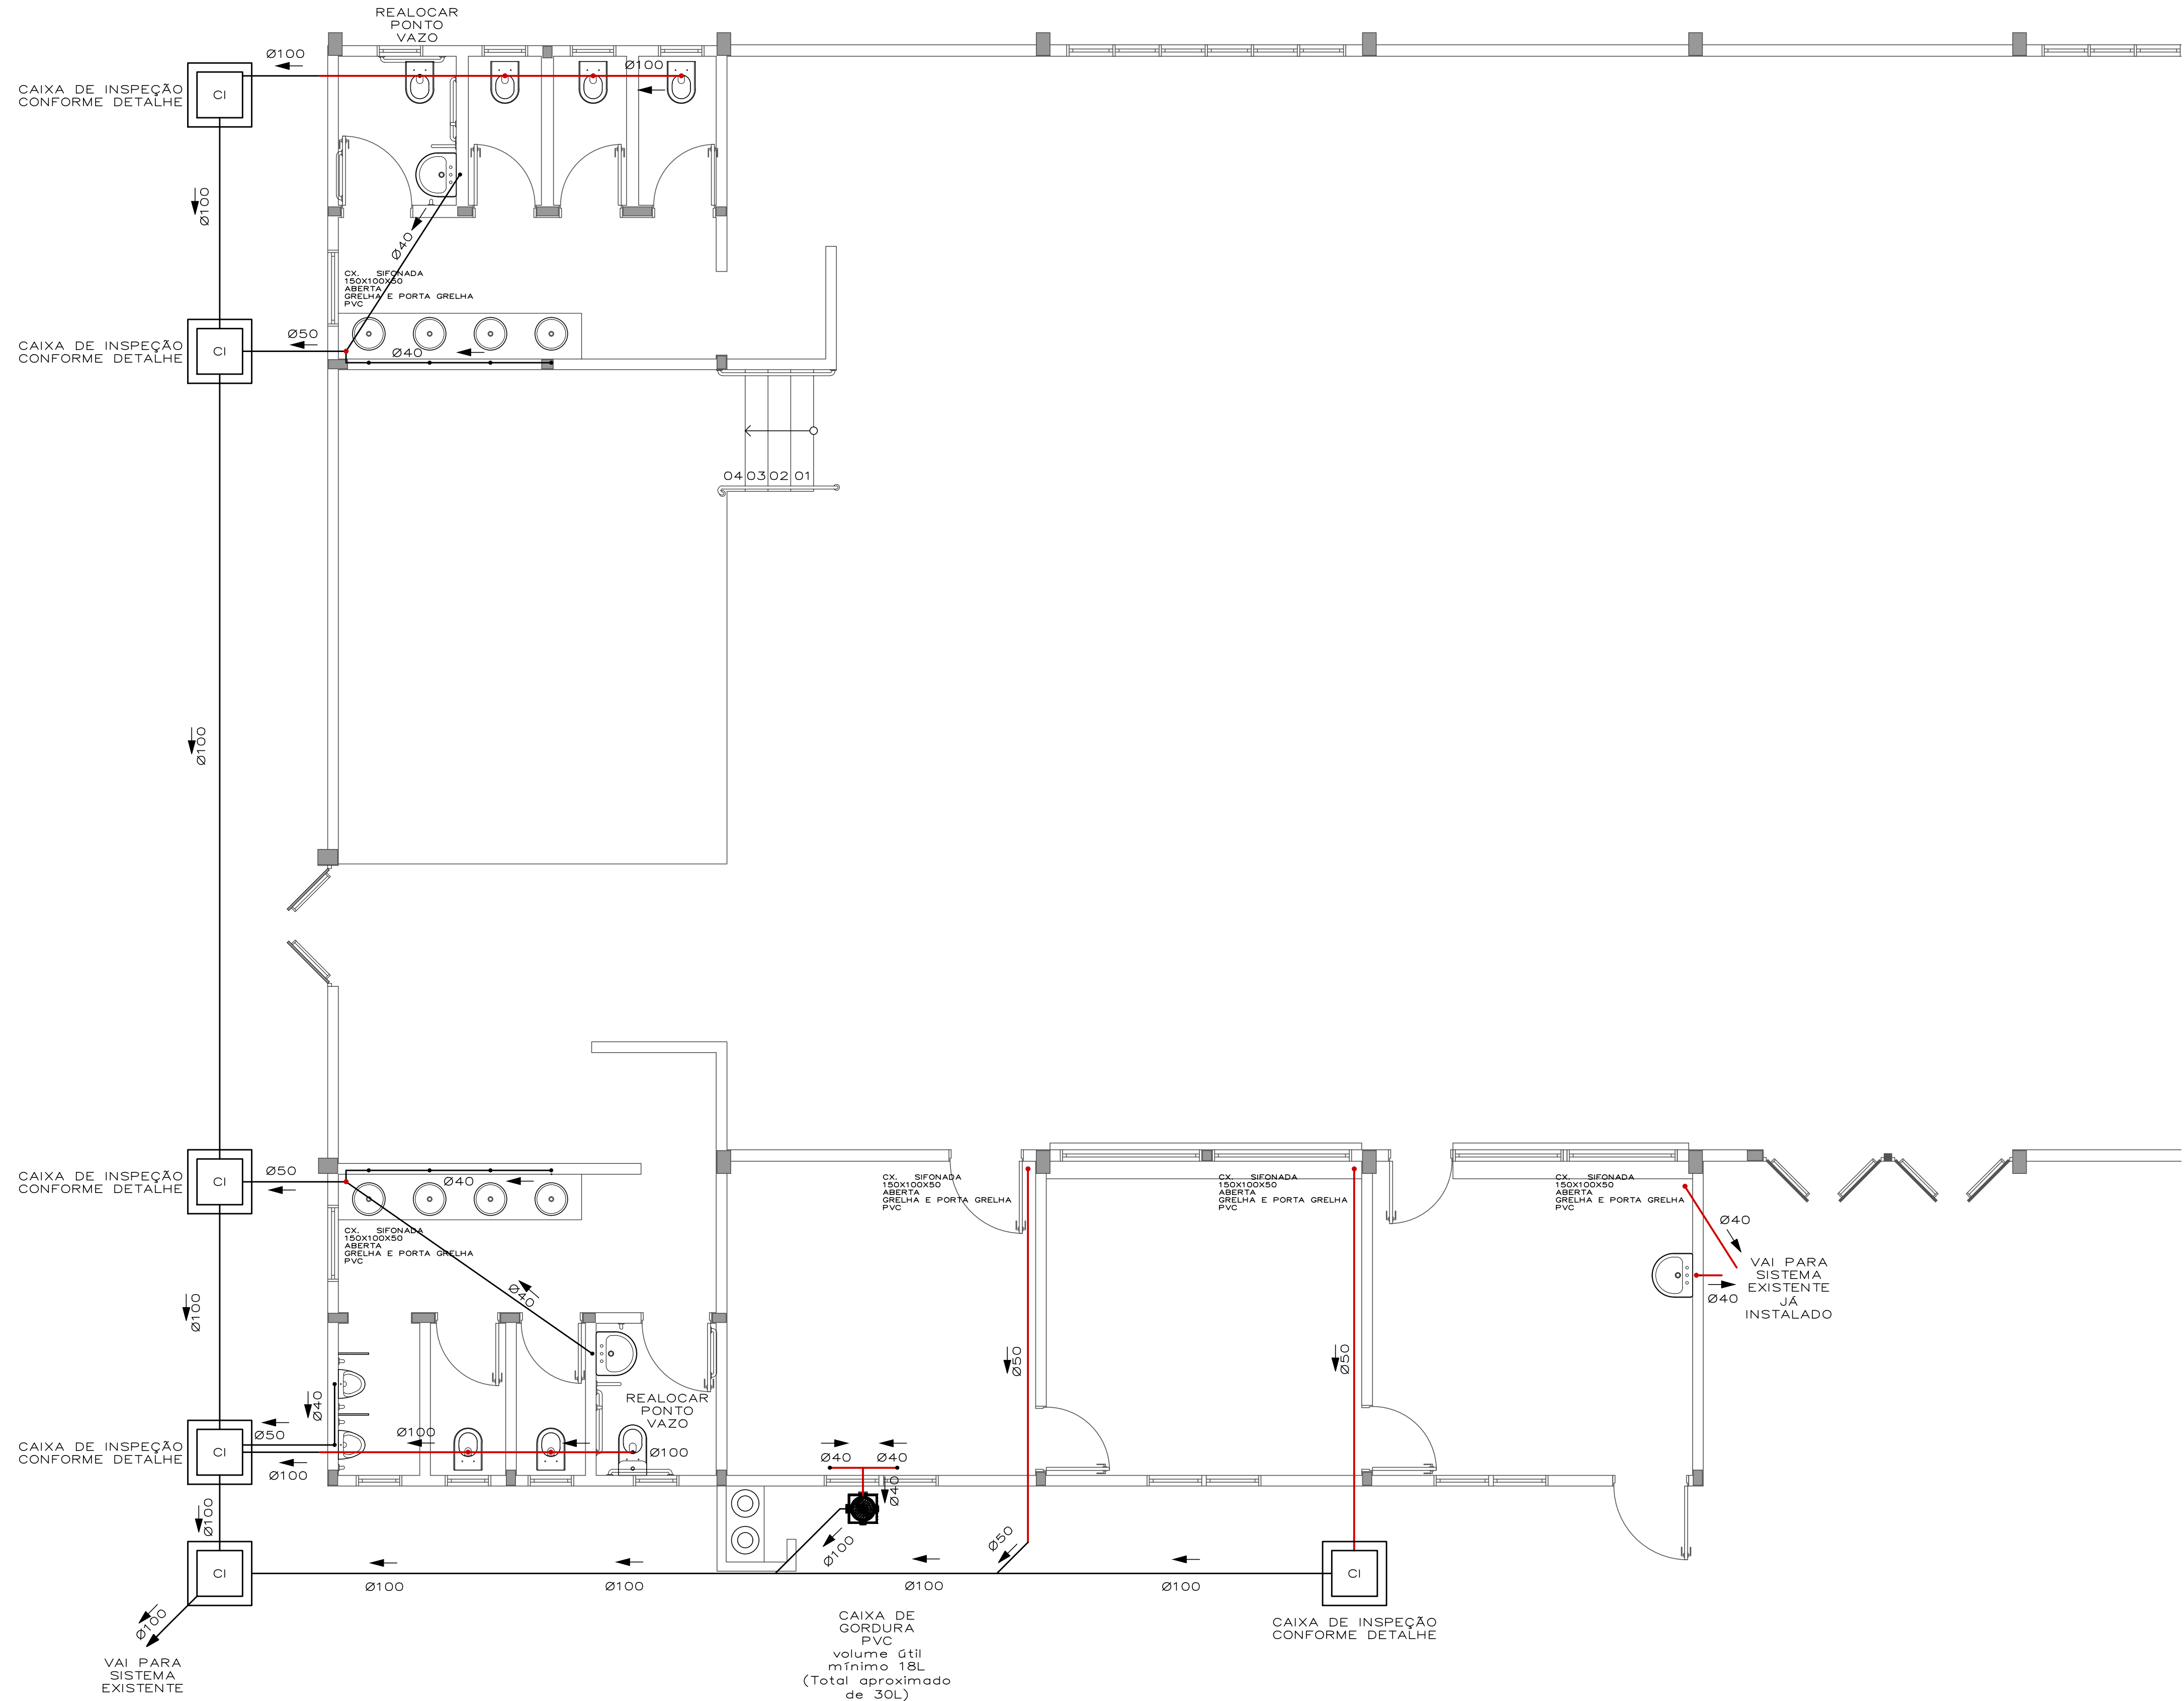 REALOCAR
PONTO
VAZO
Ø100
Ø100
CAIXA DE INSPEÇÃO
CONFORME DETALHE
CI
Ø100
Ø40
CX. SIFONADA
150X100X50
ABERTA
GRELHA E PORTA GRELHA
PVC
CAIXA DE INSPEÇÃO
CONFORME DETALHE
CI
Ø50
Ø40
04 03 02 01
Ø100
CAIXA DE INSPEÇÃO
CONFORME DETALHE
CI
Ø50
Ø40
CX. SIFONADA
150X100X50
ABERTA
GRELHA E PORTA GRELHA
PVC
CX. SIFONADA
150X100X50
ABERTA
GRELHA E PORTA GRELHA
PVC
CX. SIFONADA
150X100X50
ABERTA
GRELHA E PORTA GRELHA
PVC
CX. SIFONADA
150X100X50
ABERTA
GRELHA E PORTA GRELHA
PVC
Ø40
VAI PARA
SISTEMA
EXISTENTE
JÁ
INSTALADO
Ø40
Ø100
Ø40
Ø50
Ø50
REALOCAR
PONTO
VAZO
Ø40
Ø100
Ø100
CAIXA DE INSPEÇÃO
CONFORME DETALHE
CI
Ø50
Ø100
Ø40
Ø40
Ø40
Ø100
Ø100
Ø50
CI
CI
Ø100
Ø100
Ø100
Ø100
Ø100
VAI PARA
SISTEMA
EXISTENTE
CAIXA DE
GORDURA
PVC
volume útil
mínimo 18L
(Total aproximado
de 30L)
CAIXA DE INSPEÇÃO
CONFORME DETALHE